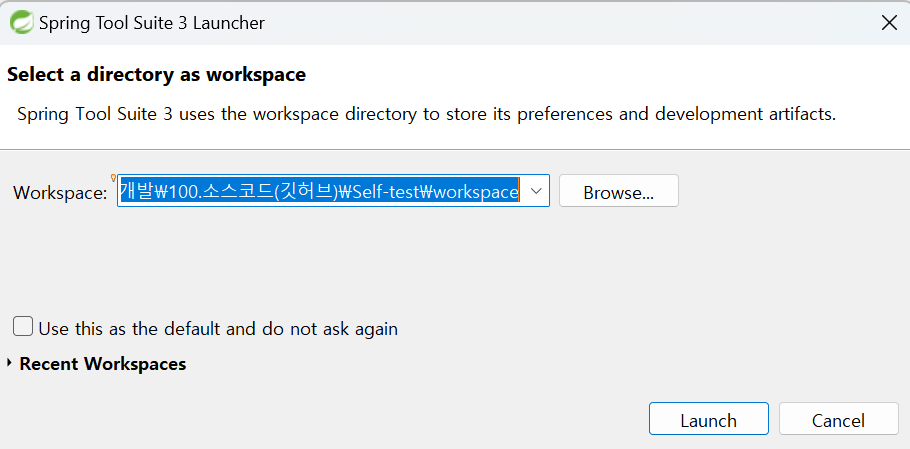 Spring Tool Suite 3 Launcher
Select a directory as workspace
Spring Tool Suite 3 uses the workspace directory to store its preferences and development artifacts.
Workspace: 개발₩100.소스코드(깃허브)₩Self-test₩workspace Browse...
Use this as the default and do not ask again
Recent Workspaces
Launch Cancel